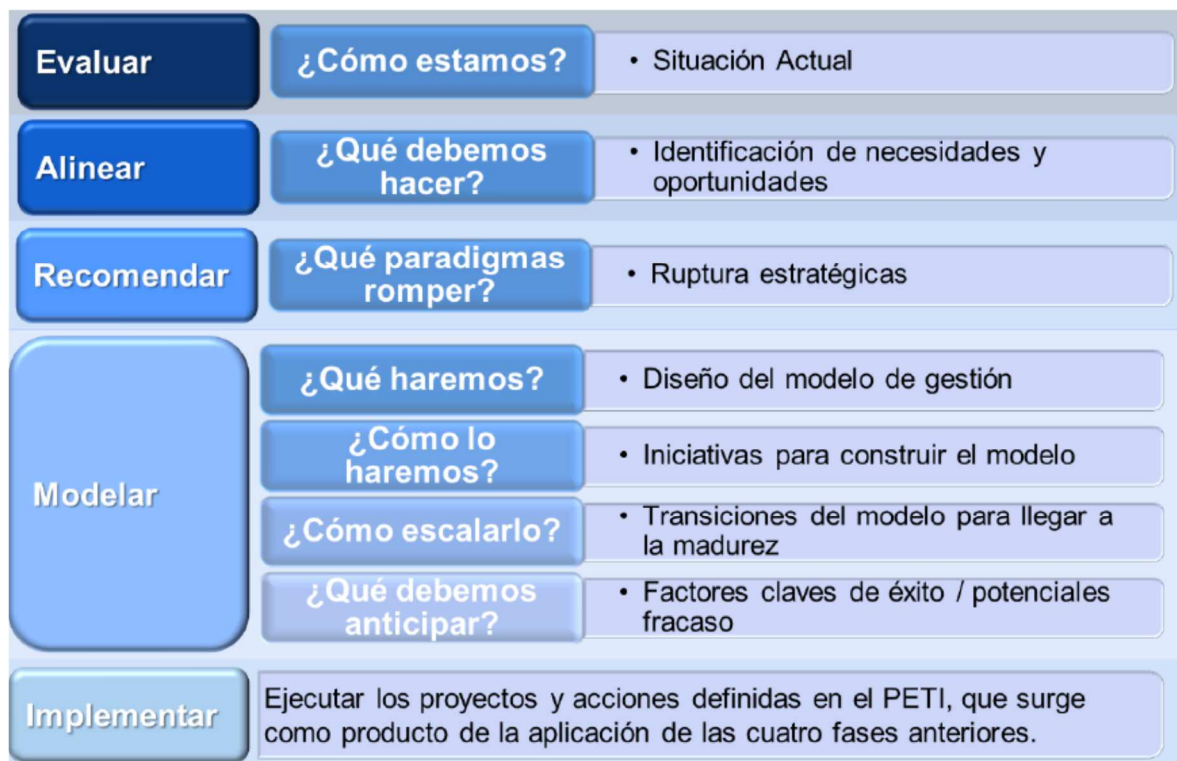 Evaluar
¿Cómo estamos?
• Situación Actual
Alinear
¿Qué debemos
hacer?
• Identificación de necesidades y
oportunidades
Recomendar
¿Qué paradigmas
romper?
• Ruptura estratégicas
Modelar
¿Qué haremos?
• Diseño del modelo de gestión
¿Cómo lo
haremos?
• Iniciativas para construir el modelo
¿Cómo escalarlo?
• Transiciones del modelo para llegar a
la madurez
¿Qué debemos
anticipar?
• Factores claves de éxito / potenciales
fracaso
Implementar
Ejecutar los proyectos y acciones definidas en el PETI, que surge
como producto de la aplicación de las cuatro fases anteriores.